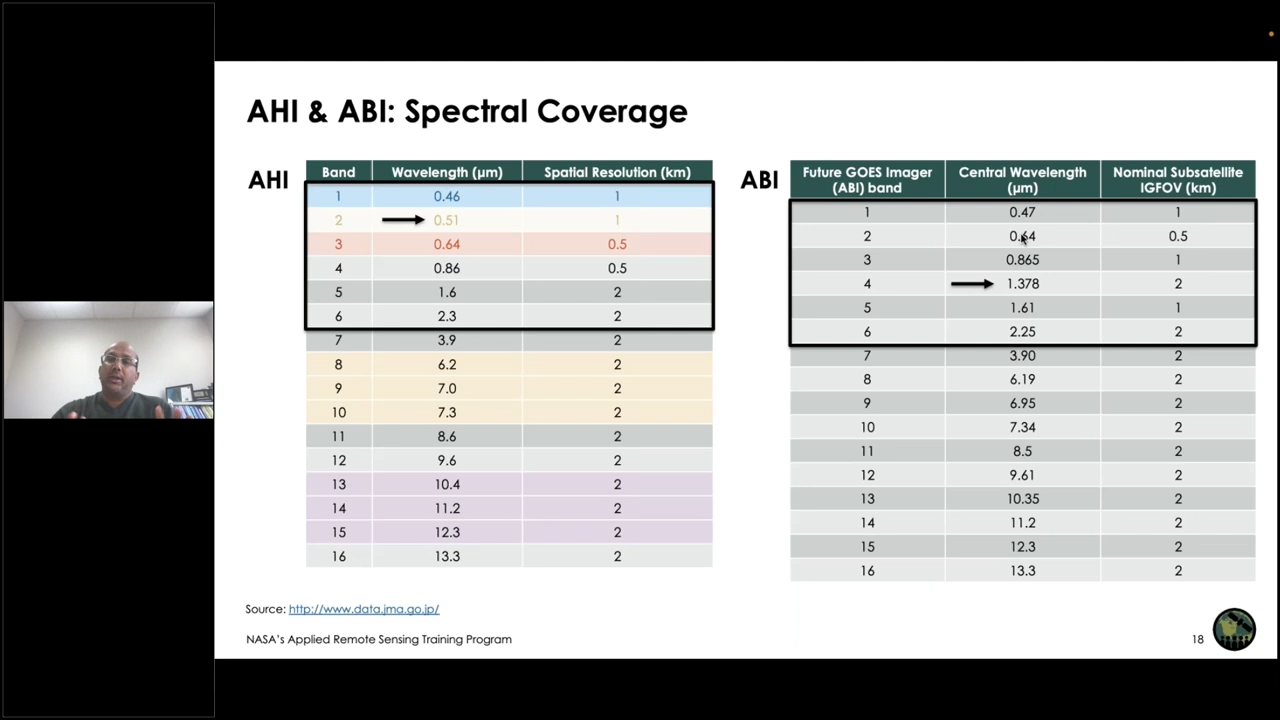 AHI & ABI: Spectral Coverage
AHI
Band Wavelength (µm) Spatial Resolution (km)
1 0.46 1
2 0.51 1
3 0.64 0.5
4 0.86 0.5
5 1.6 2
6 2.3 2
7 3.9 2
8 6.2 2
9 7.0 2
10 7.3 2
11 8.6 2
12 9.6 2
13 10.4 2
14 11.2 2
15 12.3 2
16 13.3 2
ABI
Future GOES Imager (ABI) band Central Wavelength (µm) Nominal Subsatellite IGFOV (km)
1 0.47 1
2 0.64 0.5
3 0.865 1
4 1.378 2
5 1.61 1
6 2.25 2
7 3.90 2
8 6.19 2
9 6.95 2
10 7.34 2
11 8.5 2
12 9.61 2
13 10.35 2
14 11.2 2
15 12.3 2
16 13.3 2
Source: http://www.data.jma.go.jp/
NASA's Applied Remote Sensing Training Program
18